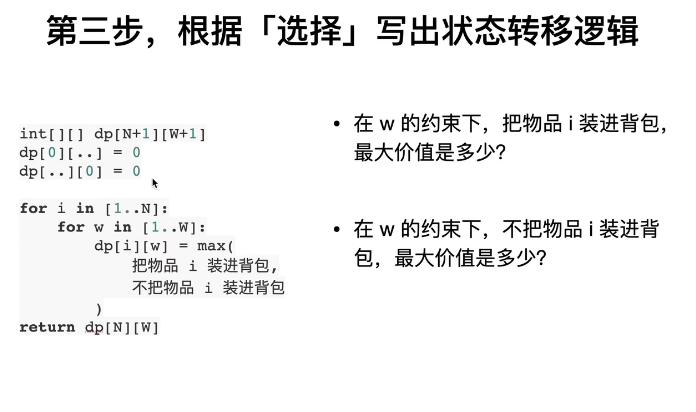 第三步，根据「选择」写出状态转移逻辑
int[][] dp[N+1][W+1]
dp[0][..] = 0
dp[..][0] = 0
for i in [1..N]:
    for w in [1..W]:
        dp[i][w] = max(
            把物品 i 装进背包,
            不把物品 i 装进背包
        )
return dp[N][W]
• 在 w 的约束下，把物品 i 装进背包，
最大价值是多少？
• 在 w 的约束下，不把物品 i 装进背
包，最大价值是多少？